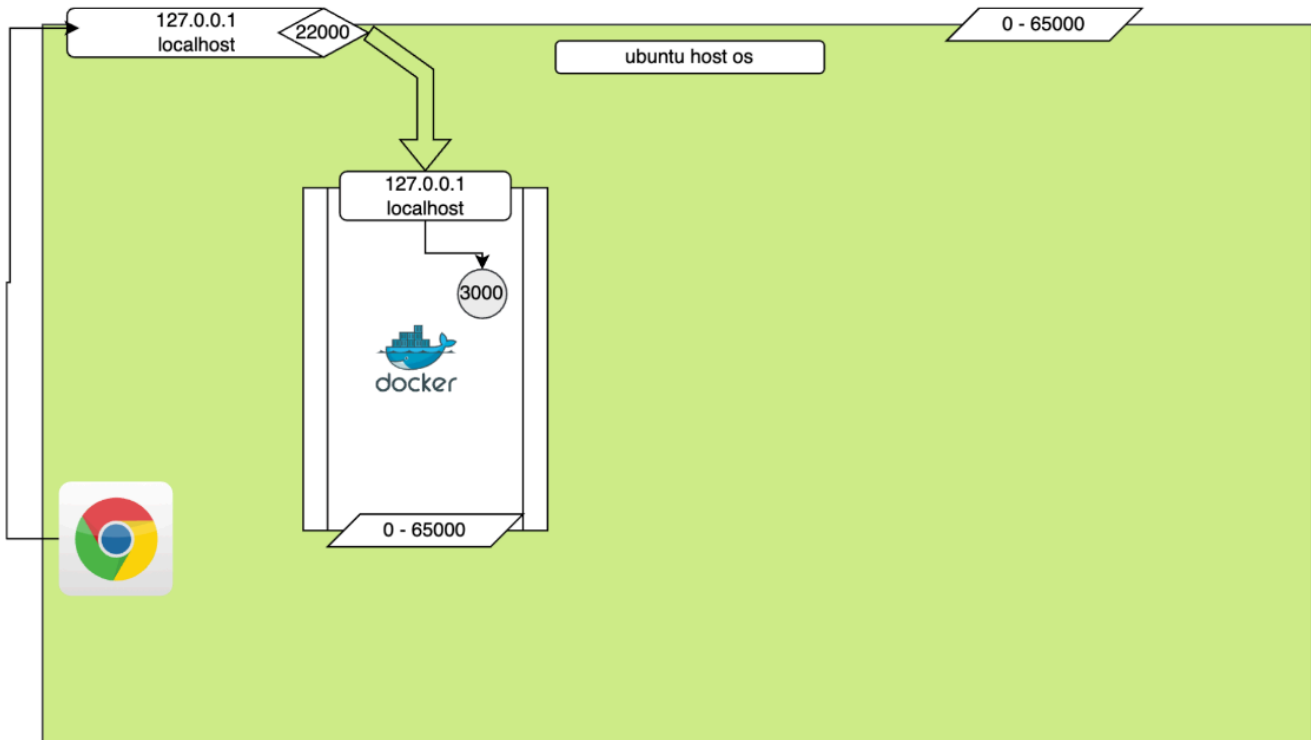 127.0.0.1
localhost
22000
0 - 65000
ubuntu host os
127.0.0.1
localhost
3000
docker
0 - 65000